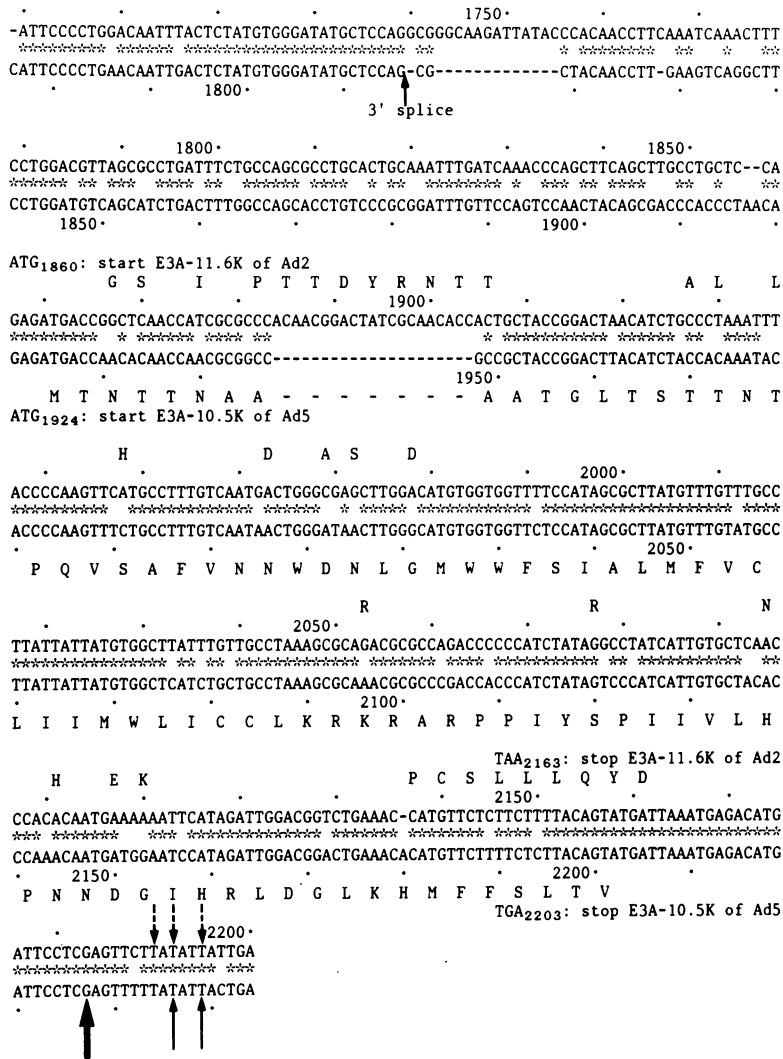 1750·
-ATTCCCCTGGACAATTTACTCTATGTGGGATATGCTCCAGGCGGGCAAGATTATACCCACAACCTTCAAATCAAACTTT
CATTCCCCTGAACAATTGACTCTATGTGGGATATGCTCCAG-CG-------------CTACAACCTT-GAAGTCAGGCTT
1800·
3' splice
1800· 1850·
CCTGGACGTTAGCGCCTGATTTCTGCCAGCGCCTGCACTGCAAATTTGATCAAACCCAGCTTCAGCTTGCCTGCTC--CA
CCTGGATGTCAGCATCTGACTTTGGCCAGCACCTGTCCCGCGGATTTGTTCCAGTCCAACTACAGCGACCCACCCTAACA
1850· 1900·
ATG1860: start E3A-11.6K of Ad2
G S I P T T D Y R N T T A L L
1900·
GAGATGACCGGCTCAACCATCGCGCCCACAACGGACTATCGCAACACCACTGCTACCGGACTAACATCTGCCCTAAATTT
GAGATGACCAACACAACCAACGCGGCC---------------------GCCGCTACCGGACTTACATCTACCACAAATAC
1950·
M T N T T N A A - - - - - - - A A T G L T S T T N T
ATG1924: start E3A-10.5K of Ad5
H D A S D
2000·
ACCCCAAGTTCATGCCTTTGTCAATGACTGGGCGAGCTTGGACATGTGGTGGTTTTCCATAGCGCTTATGTTTGTTTGCC
ACCCCAAGTTTCTGCCTTTGTCAATAACTGGGATAACTTGGGCATGTGGTGGTTCTCCATAGCGCTTATGTTTGTATGCC
2050·
P Q V S A F V N N W D N L G M W W F S I A L M F V C
R R N
2050·
TTATTATTATGTGGCTTATTTGTTGCCTAAAGCGCAGACGCGCCAGACCCCCCATCTATAGGCCTATCATTGTGCTCAAC
TTATTATTATGTGGCTCATCTGCTGCCTAAAGCGCAAACGCGCCCGACCACCCATCTATAGTCCCATCATTGTGCTACAC
2100·
L I I M W L I C C L K R K R A R P P I Y S P I I V L H
TAA2163: stop E3A-11.6K of Ad2
H E K P C S L L L Q Y D
2150·
CCACACAATGAAAAAATTCATAGATTGGACGGTCTGAAAC-CATGTTCTCTTCTTTTACAGTATGATTAAATGAGACATG
CCAAACAATGATGGAATCCATAGATTGGACGGACTGAAACACATGTTCTTTTCTCTTACAGTATGATTAAATGAGACATG
2150· 2200·
P N N D G I H R L D G L K H M F F S L T V
TGA2203: stop E3A-10.5K of Ad5
2200·
ATTCCTCGAGTTCTTATATTATTGA
ATTCCTCGAGTTTTTATATTACTGA